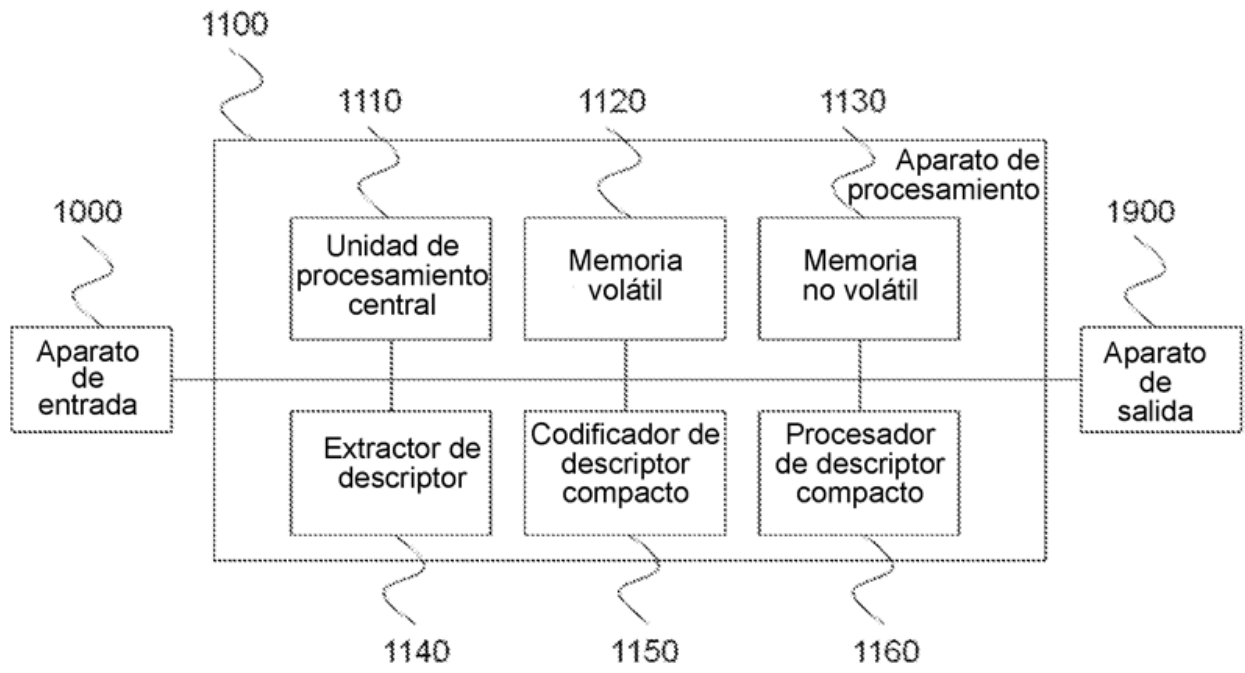 1100
1110
1120
1130
Aparato de
procesamiento
1000
1900
Unidad de
procesamiento
central
Memoria
volátil
Memoria
no volátil
Aparato
de
entrada
Aparato
de
salida
Extractor de
descriptor
Codificador de
descriptor
compacto
Procesador
de descriptor
compacto
1140
1150
1160